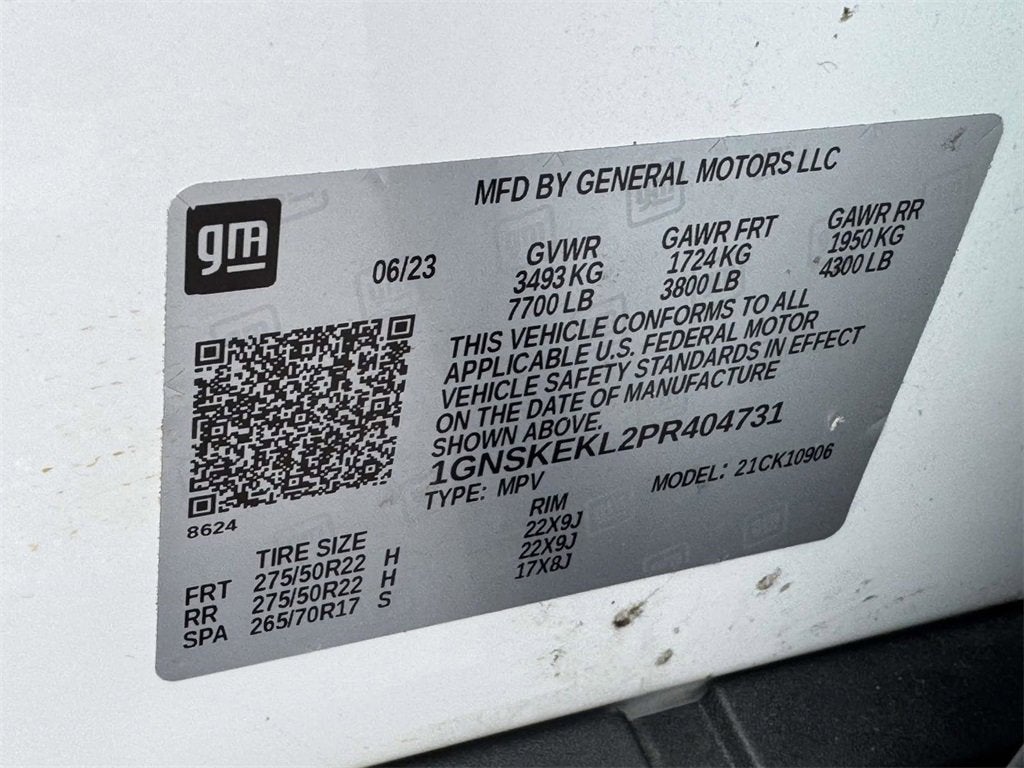 MFD BY GENERAL MOTORS LLC
gm
06/23
GVWR GAWR FRT GAWR RR
3493 KG 1724 KG 1950 KG
7700 LB 3800 LB 4300 LB
THIS VEHICLE CONFORMS TO ALL
APPLICABLE U.S. FEDERAL MOTOR
VEHICLE SAFETY STANDARDS IN EFFECT
ON THE DATE OF MANUFACTURE
SHOWN ABOVE.
1GNSKEKL2PR404731
TYPE: MPV MODEL: 21CK10906
8624
TIRE SIZE RIM
FRT 275/50R22 H 22X9J
RR 275/50R22 H 22X9J
SPA 265/70R17 S 17X8J